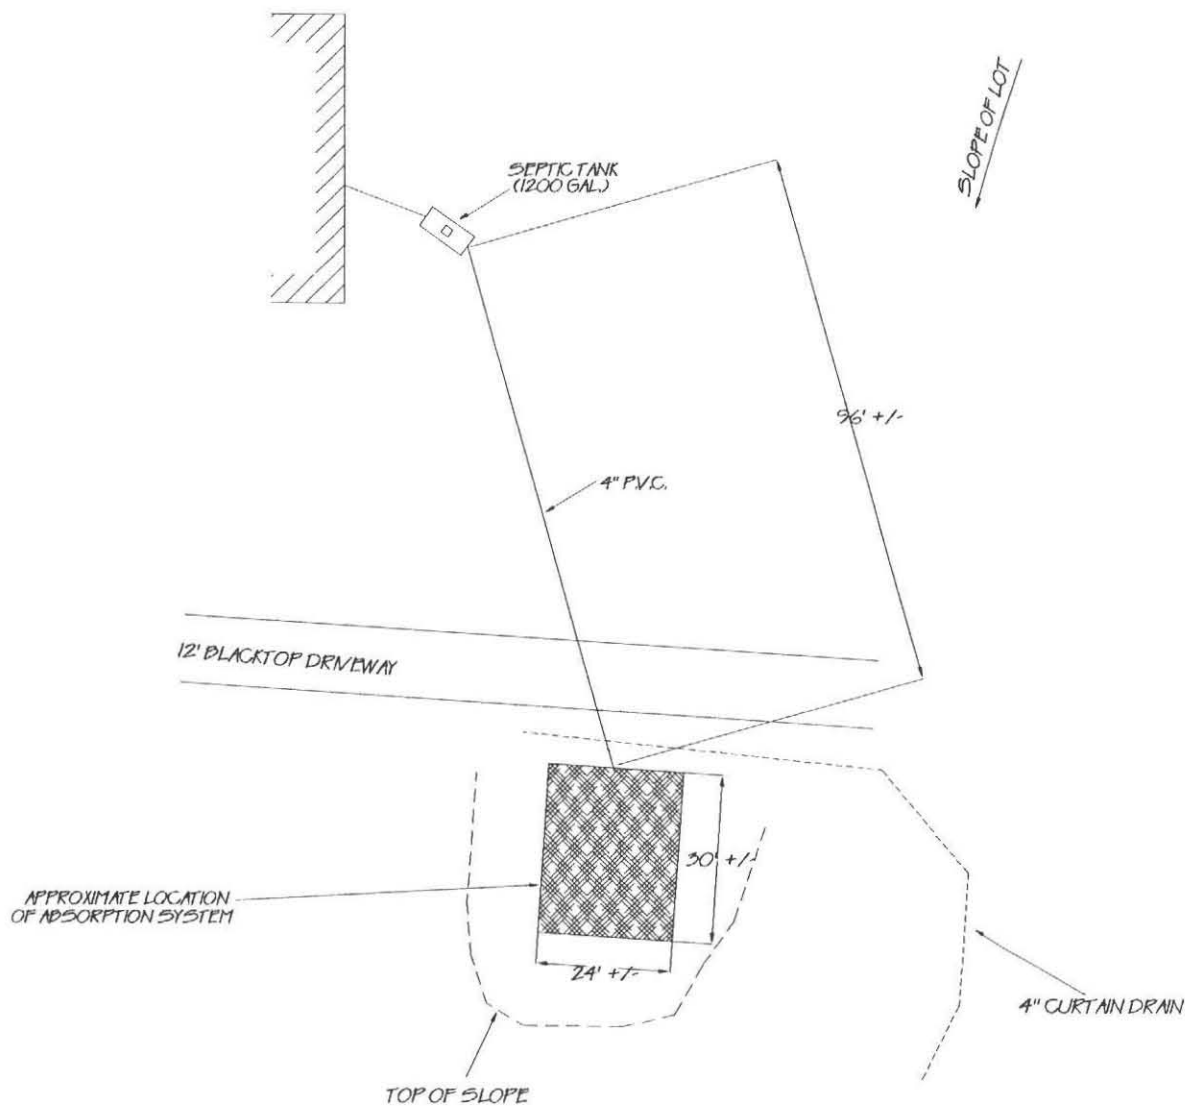 SLOPE OF LOT
SEPTIC TANK
(1200 GAL.)
96' +/-
4" P.V.C.
12' BLACKTOP DRIVEWAY
30' +/-
APPROXIMATE LOCATION
OF ABSORPTION SYSTEM
24' +/-
4" CURTAIN DRAIN
TOP OF SLOPE